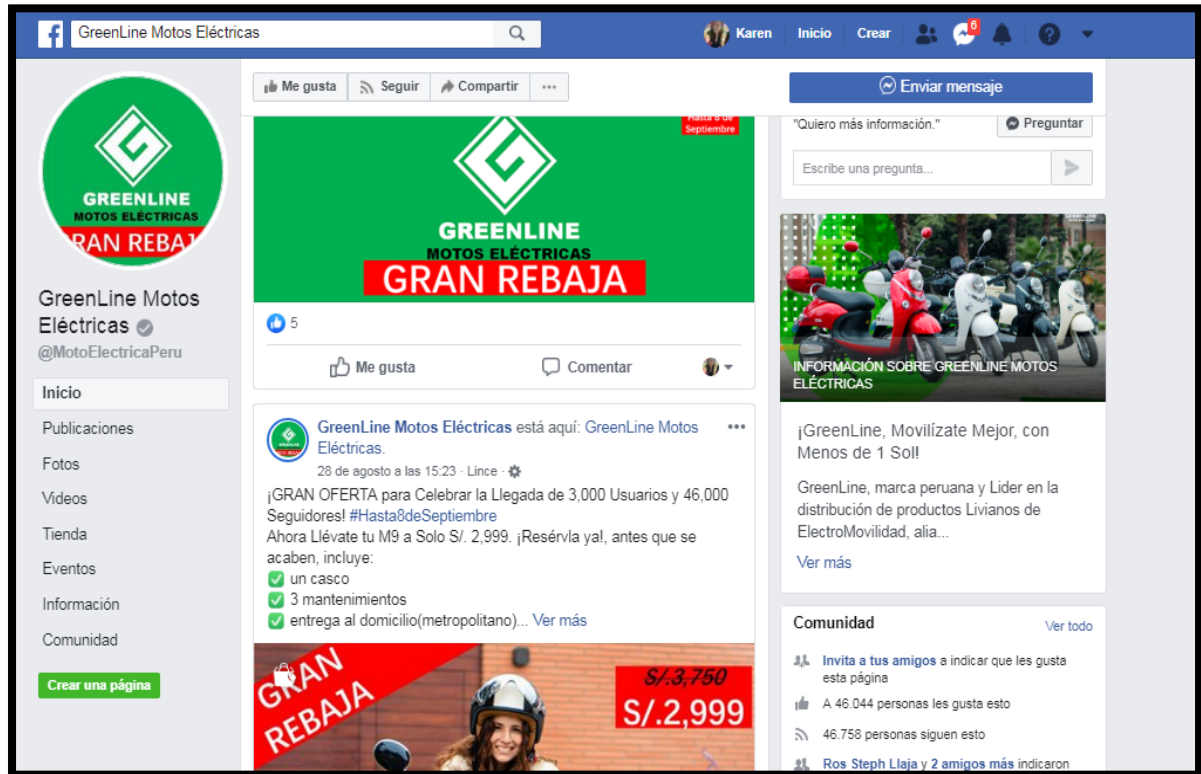 GreenLine Motos Eléctricas
Karen
Inicio
Crear
6
Me gusta
Seguir
Compartir
Enviar mensaje
GREENLINE
MOTOS ELÉCTRICAS
RAN REBA
GreenLine Motos
Eléctricas
@MotoElectricaPeru
Inicio
Publicaciones
Fotos
Videos
Tienda
Eventos
Información
Comunidad
Crear una página
Hasta 8 de
Septiembre
GREENLINE
MOTOS ELÉCTRICAS
GRAN REBAJA
5
Me gusta
Comentar
GreenLine Motos Eléctricas está aquí: GreenLine Motos
Eléctricas.
28 de agosto a las 15:23 · Lince ·
¡GRAN OFERTA para Celebrar la Llegada de 3,000 Usuarios y 46,000
Seguidores! #Hasta8deSeptiembre
Ahora Llévate tu M9 a Solo S/. 2,999. ¡Resérvla ya!, antes que se
acaben, incluye:
✅ un casco
✅ 3 mantenimientos
✅ entrega al domicilio(metropolitano)... Ver más
GRAN
REBAJA
S/.3,750
S/.2,999
"Quiero más información."
Preguntar
Escribe una pregunta...
INFORMACIÓN SOBRE GREENLINE MOTOS
ELÉCTRICAS
¡GreenLine, Movilízate Mejor, con
Menos de 1 Sol!
GreenLine, marca peruana y Lider en la
distribución de productos Livianos de
ElectroMovilidad, alia...
Ver más
Comunidad
Ver todo
Invita a tus amigos a indicar que les gusta
esta página
A 46.044 personas les gusta esto
46.758 personas siguen esto
Ros Steph Llaja y 2 amigos más indicaron